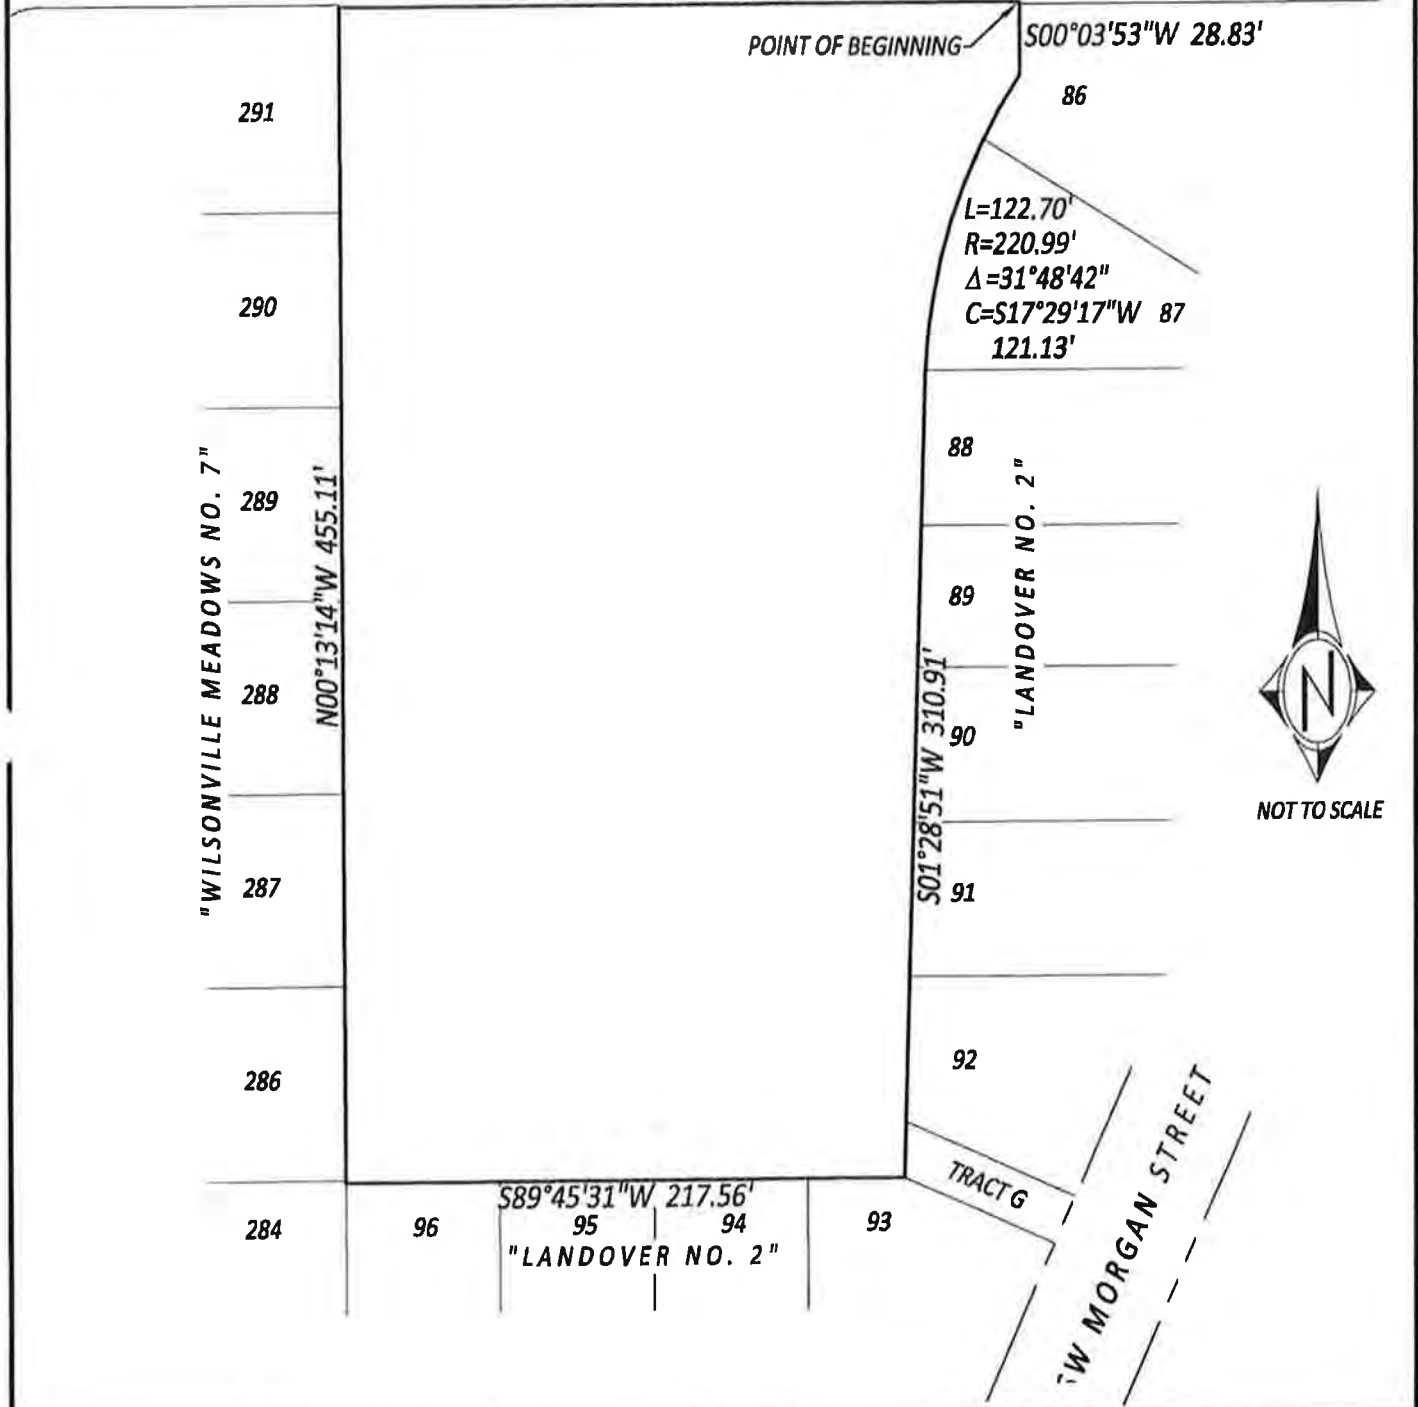 POINT OF BEGINNING
S00°03'53"W 28.83'
86
291
L=122.70'
R=220.99'
Δ=31°48'42"
C=S17°29'17"W
121.13'
87
290
88
289
"WILSONVILLE MEADOWS NO. 7"
N00°13'14"W 455.11'
"LANDOVER NO. 2"
89
288
90
S01°28'51"W 310.91'
N
NOT TO SCALE
287
91
92
286
TRACT G
SW MORGAN STREET
S89°45'31"W 217.56'
284
96
95
94
93
"LANDOVER NO. 2"